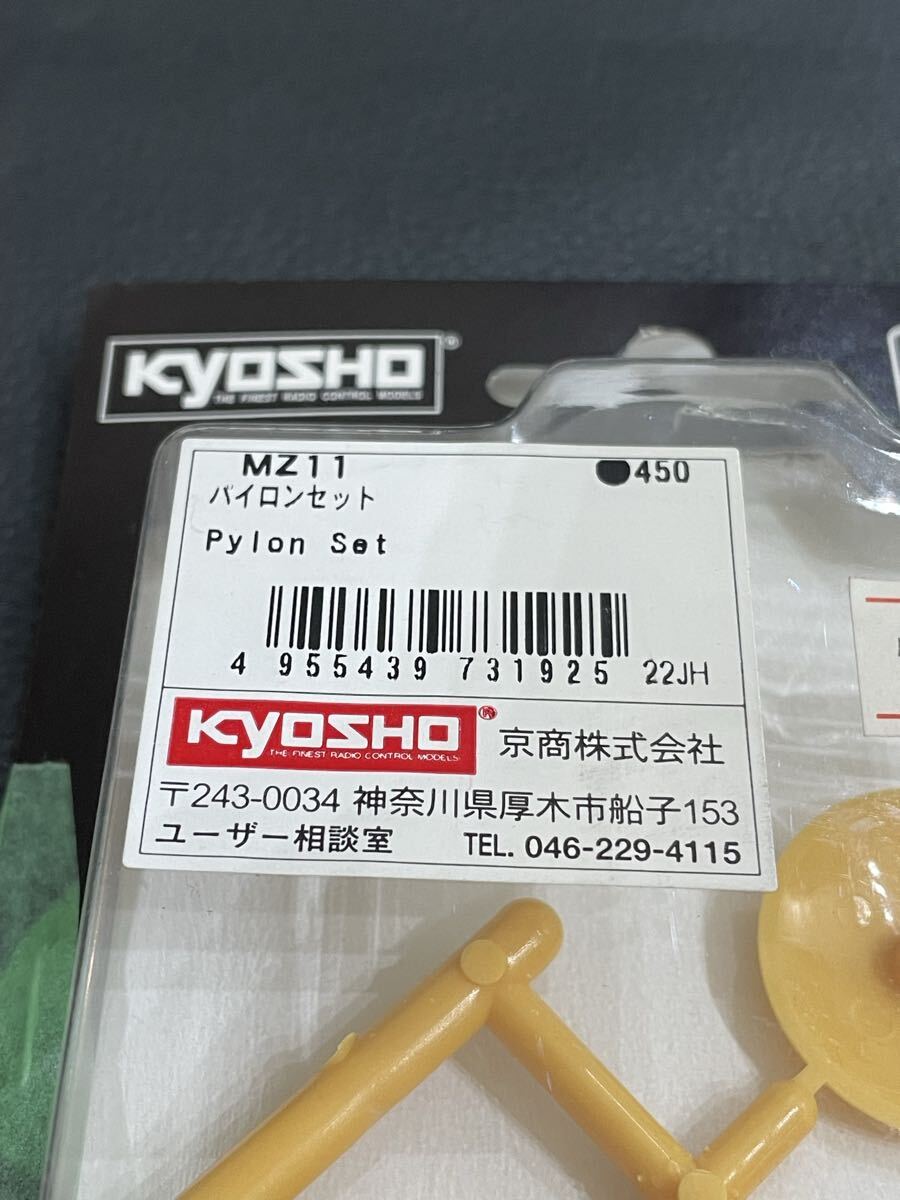 KYOSHO®
THE FINEST RADIO CONTROL MODELS
MZ11 ●450
パイロンセット
Pylon Set
4 955439 731925 22JH
KYOSHO®
THE FINEST RADIO CONTROL MODELS
京商株式会社
〒243-0034 神奈川県厚木市船子153
ユーザー相談室 TEL. 046-229-4115